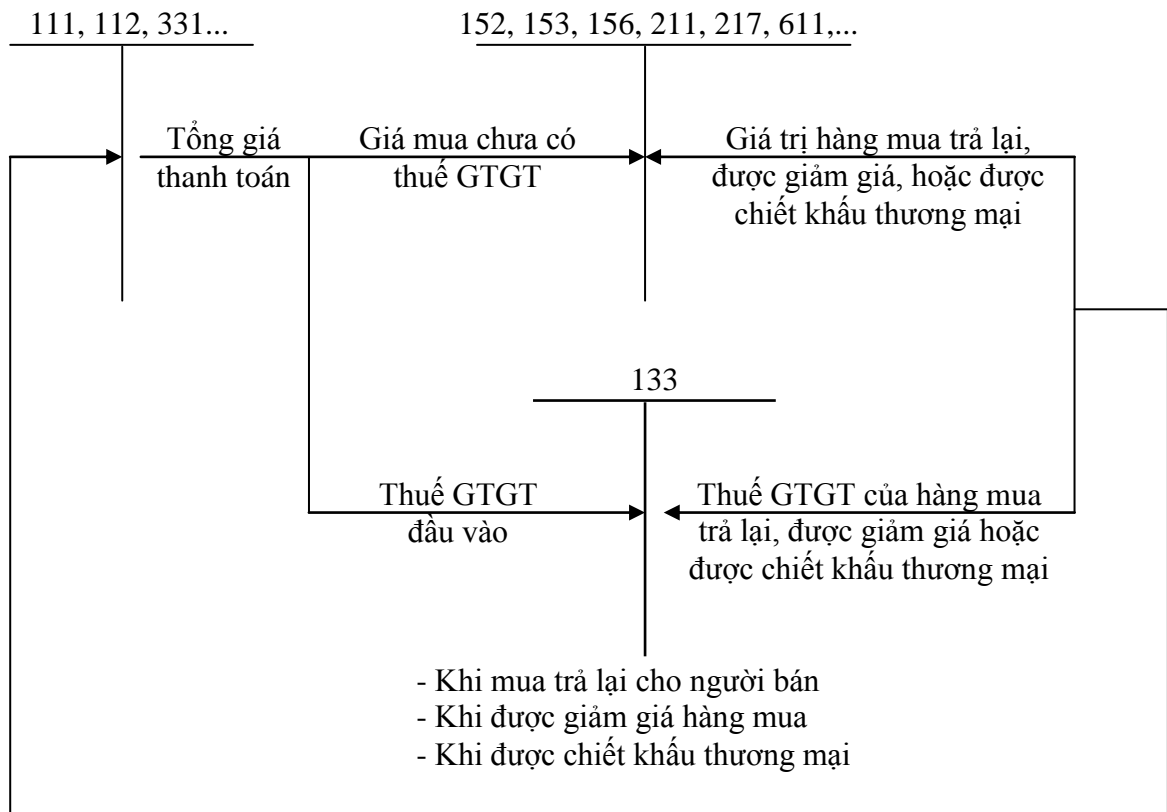 111, 112, 331...
152, 153, 156, 211, 217, 611,...
Tổng giá
thanh toán
Giá mua chưa có
thuế GTGT
Giá trị hàng mua trả lại,
được giảm giá, hoặc được
chiết khấu thương mại
133
Thuế GTGT
đầu vào
Thuế GTGT của hàng mua
trả lại, được giảm giá hoặc
được chiết khấu thương mại
- Khi mua trả lại cho người bán
- Khi được giảm giá hàng mua
- Khi được chiết khấu thương mại